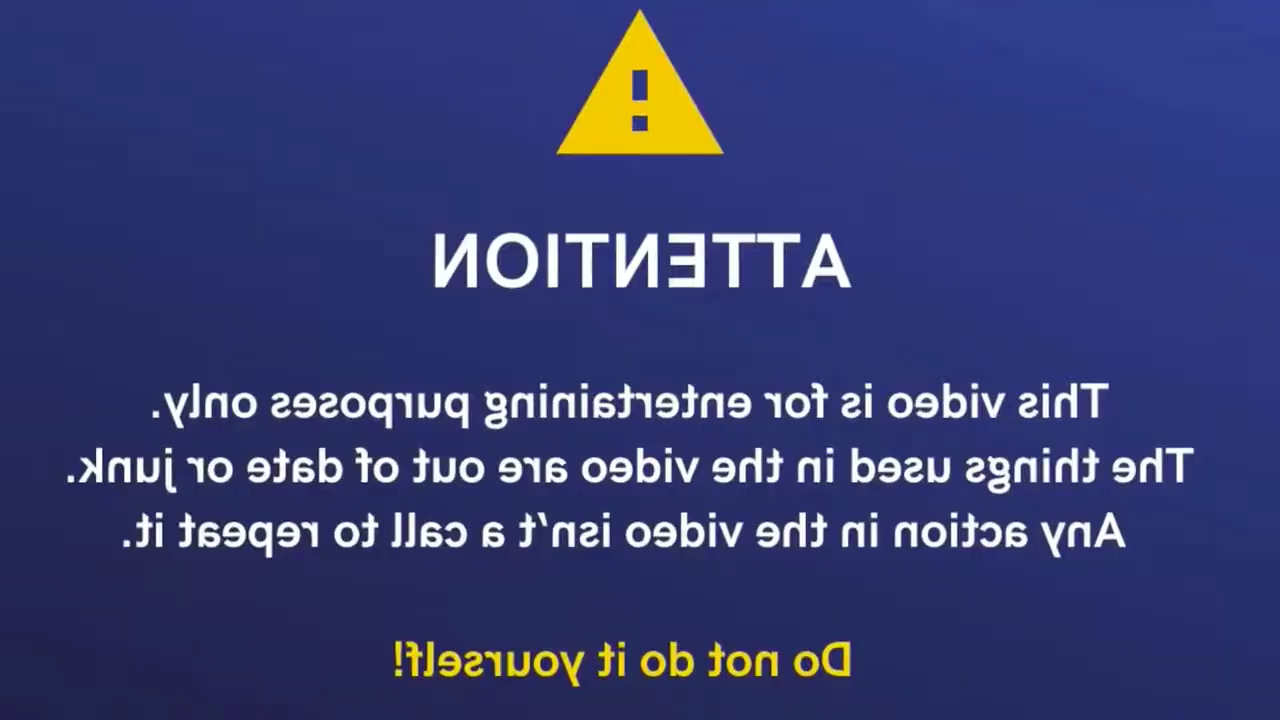 ATTENTION
This video is for entertaining purposes only.
The things used in the video are out of date or junk.
Any action in the video isn't a call to repeat it.
Do not do it yourself!